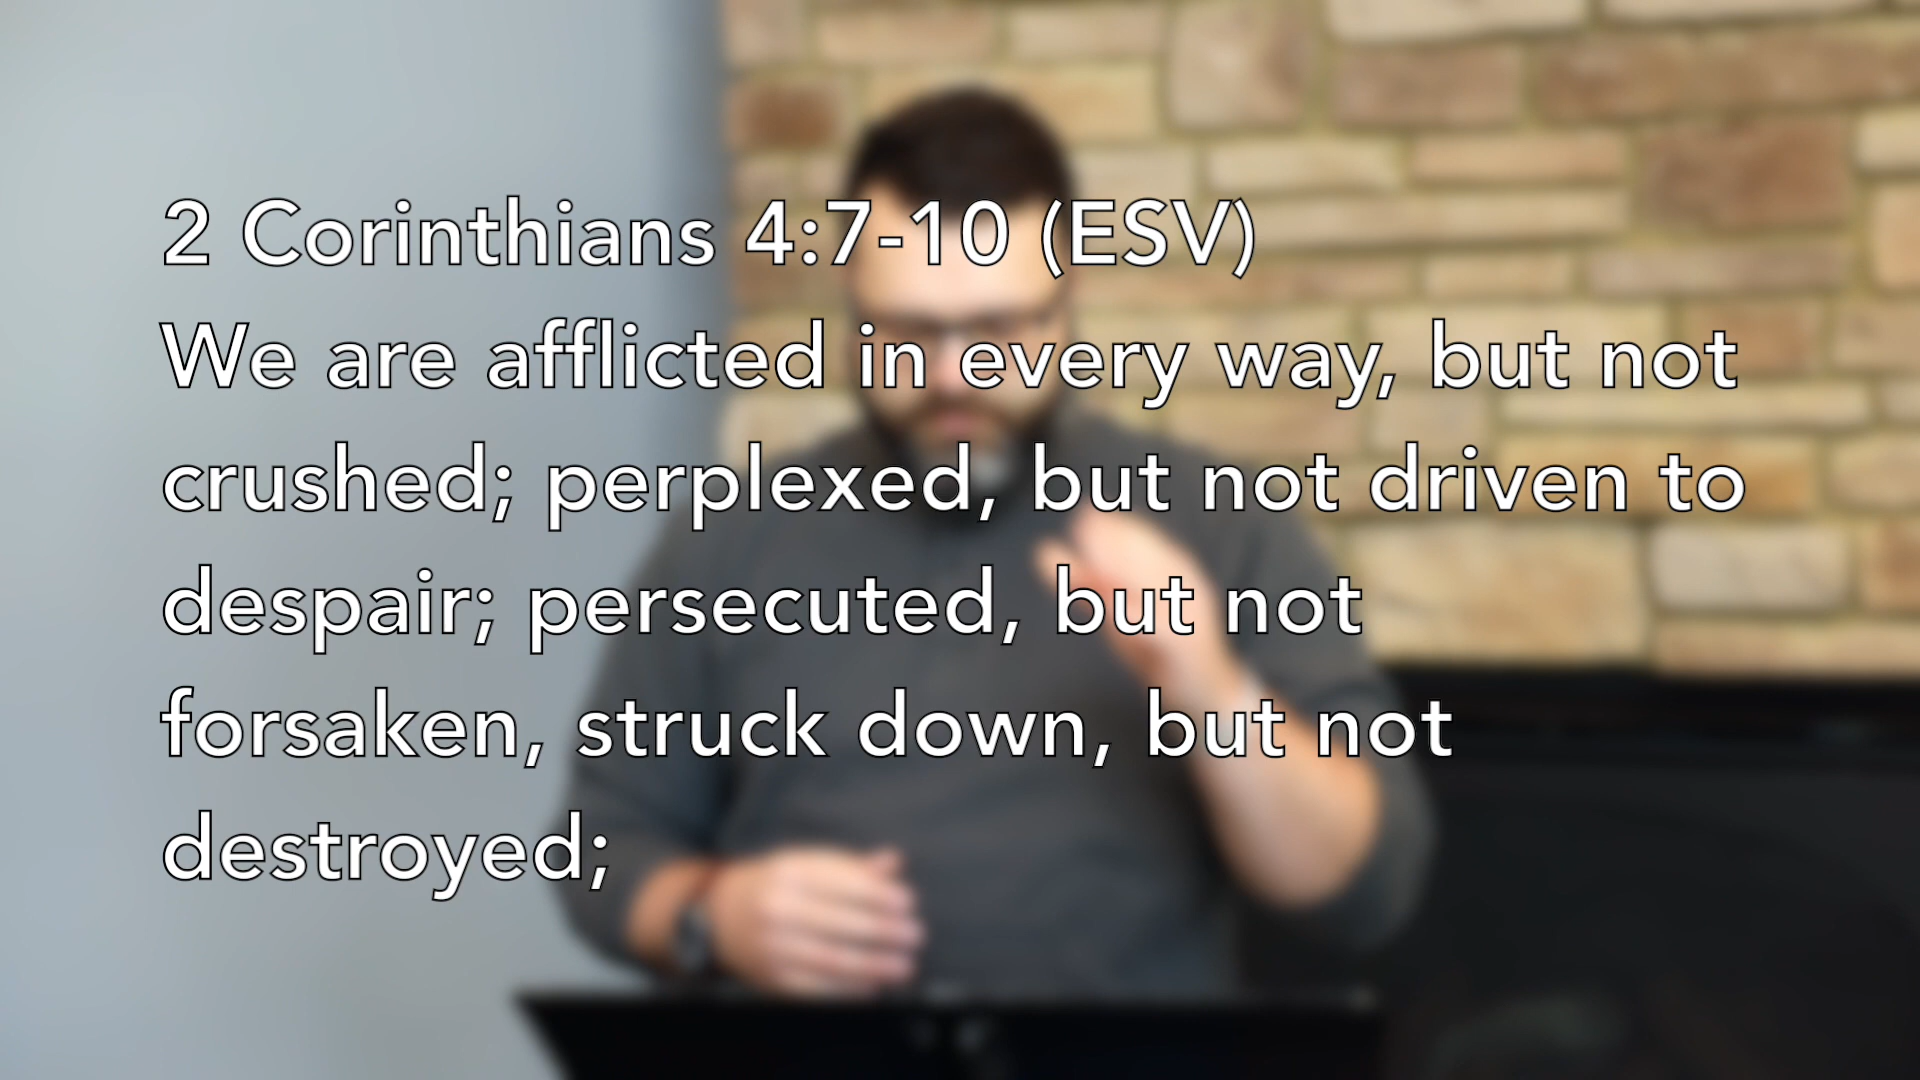 2 Corinthians 4:7-10 (ESV)
We are afflicted in every way, but not
crushed; perplexed, but not driven to
despair; persecuted, but not
forsaken, struck down, but not
destroyed;